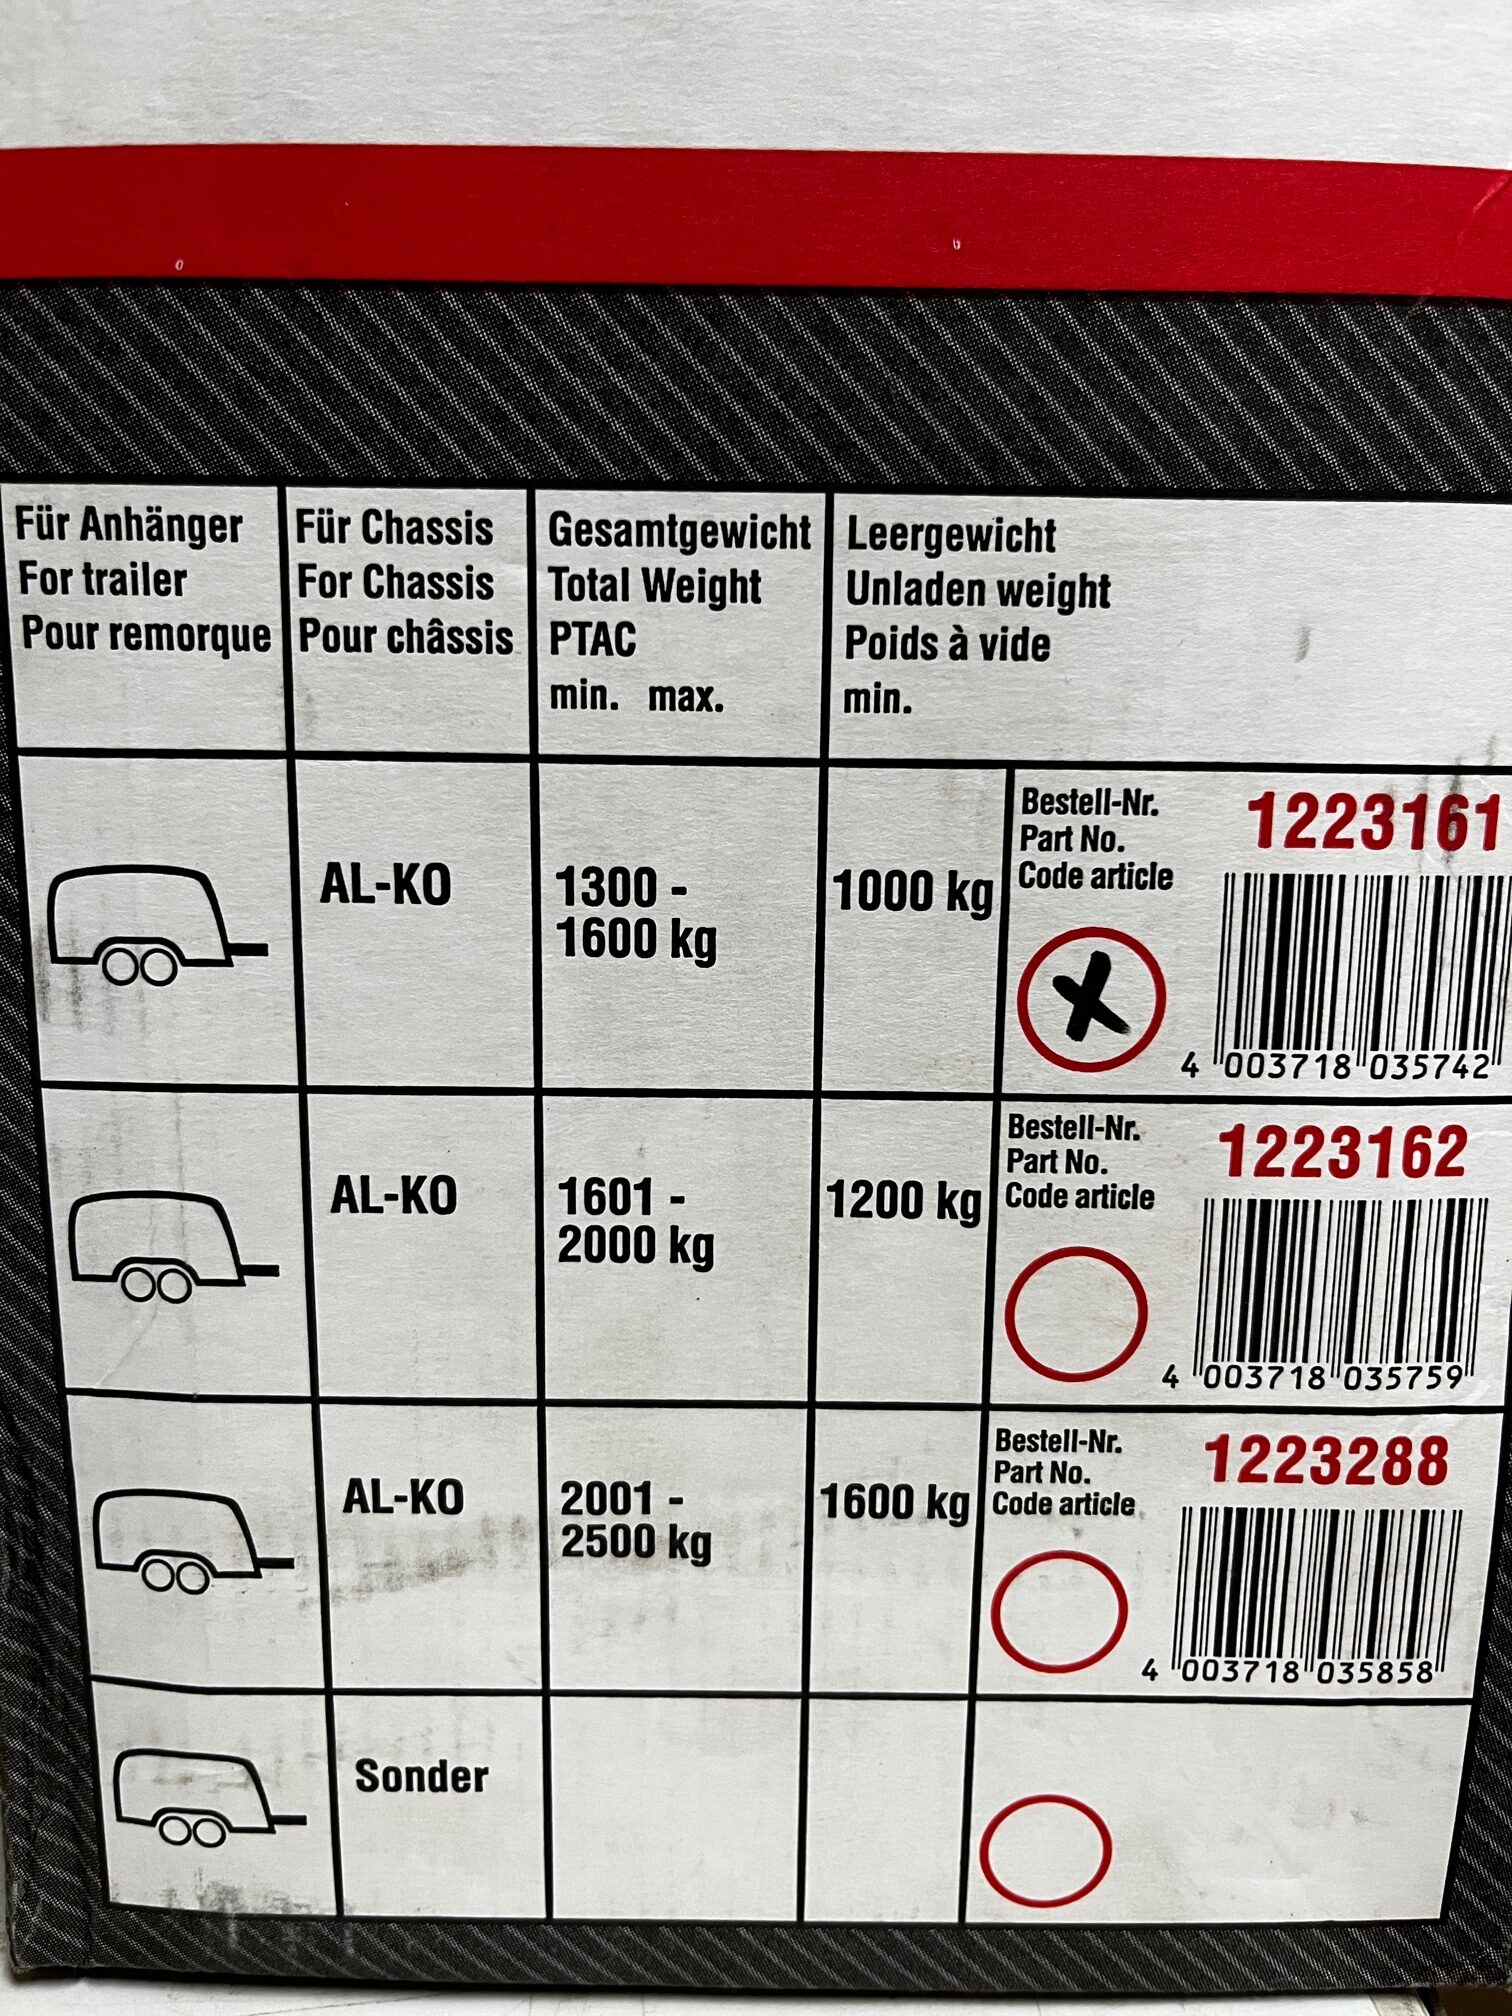 Für Anhänger
For trailer
Pour remorque
Für Chassis
For Chassis
Pour châssis
Gesamtgewicht
Total Weight
PTAC
min. max.
Leergewicht
Unladen weight
Poids à vide
min.
AL-KO
1300 -
1600 kg
1000 kg
Bestell-Nr.
Part No.
Code article
1223161
4 003718 035742
AL-KO
1601 -
2000 kg
1200 kg
Bestell-Nr.
Part No.
Code article
1223162
4 003718 035759
AL-KO
2001 -
2500 kg
1600 kg
Bestell-Nr.
Part No.
Code article
1223288
4 003718 035858
Sonder